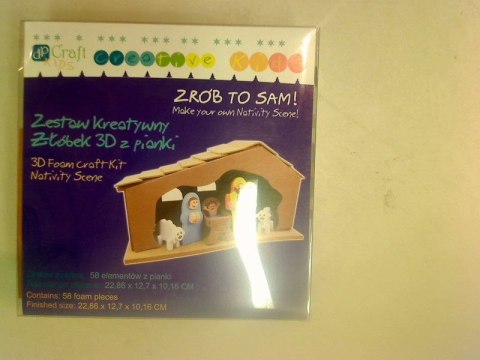 dp Craft
Creative Kids
ZRÓB TO SAM!
Make your own Nativity Scene!
Zestaw kreatywny
Żłóbek 3D z pianki
3D Foam Craft Kit
Nativity Scene
58 elementów z pianki
22,86 x 12,7 x 10,16 CM
Contains: 58 foam pieces
Finished size: 22,86 x 12,7 x 10,16 CM